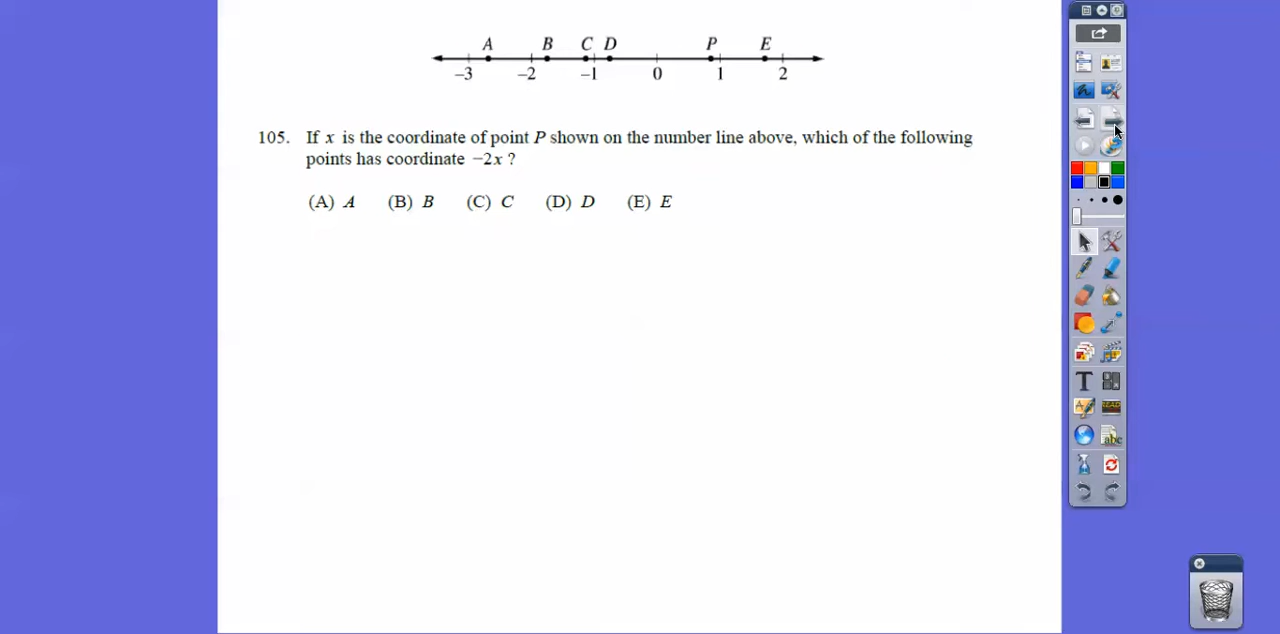 A B C D P E
–3 –2 –1 0 1 2
105. If x is the coordinate of point P shown on the number line above, which of the following
points has coordinate −2x ?
(A) A (B) B (C) C (D) D (E) E
T
abc